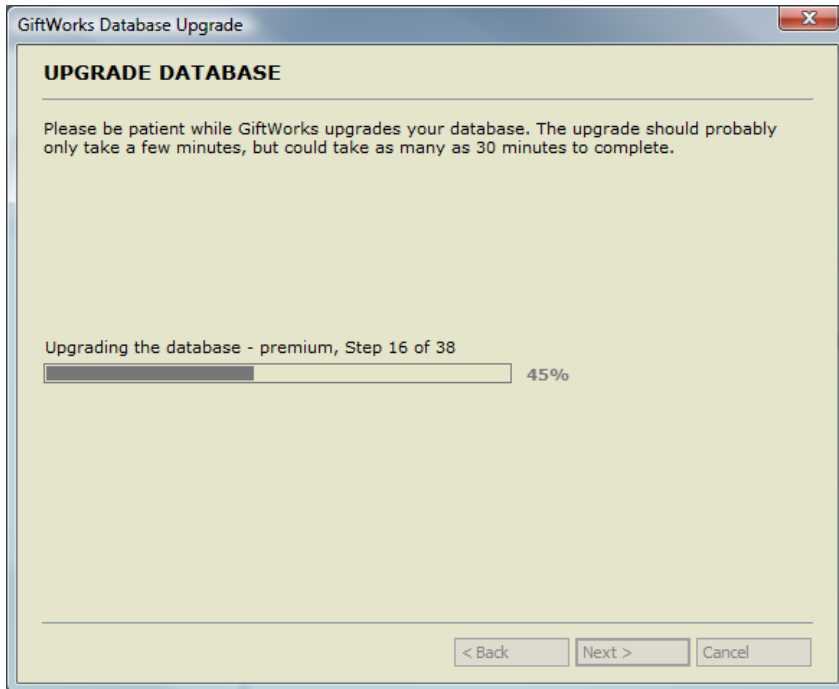 GiftWorks Database Upgrade
X
UPGRADE DATABASE
Please be patient while GiftWorks upgrades your database. The upgrade should probably
only take a few minutes, but could take as many as 30 minutes to complete.
Upgrading the database - premium, Step 16 of 38
45%
< Back Next > Cancel